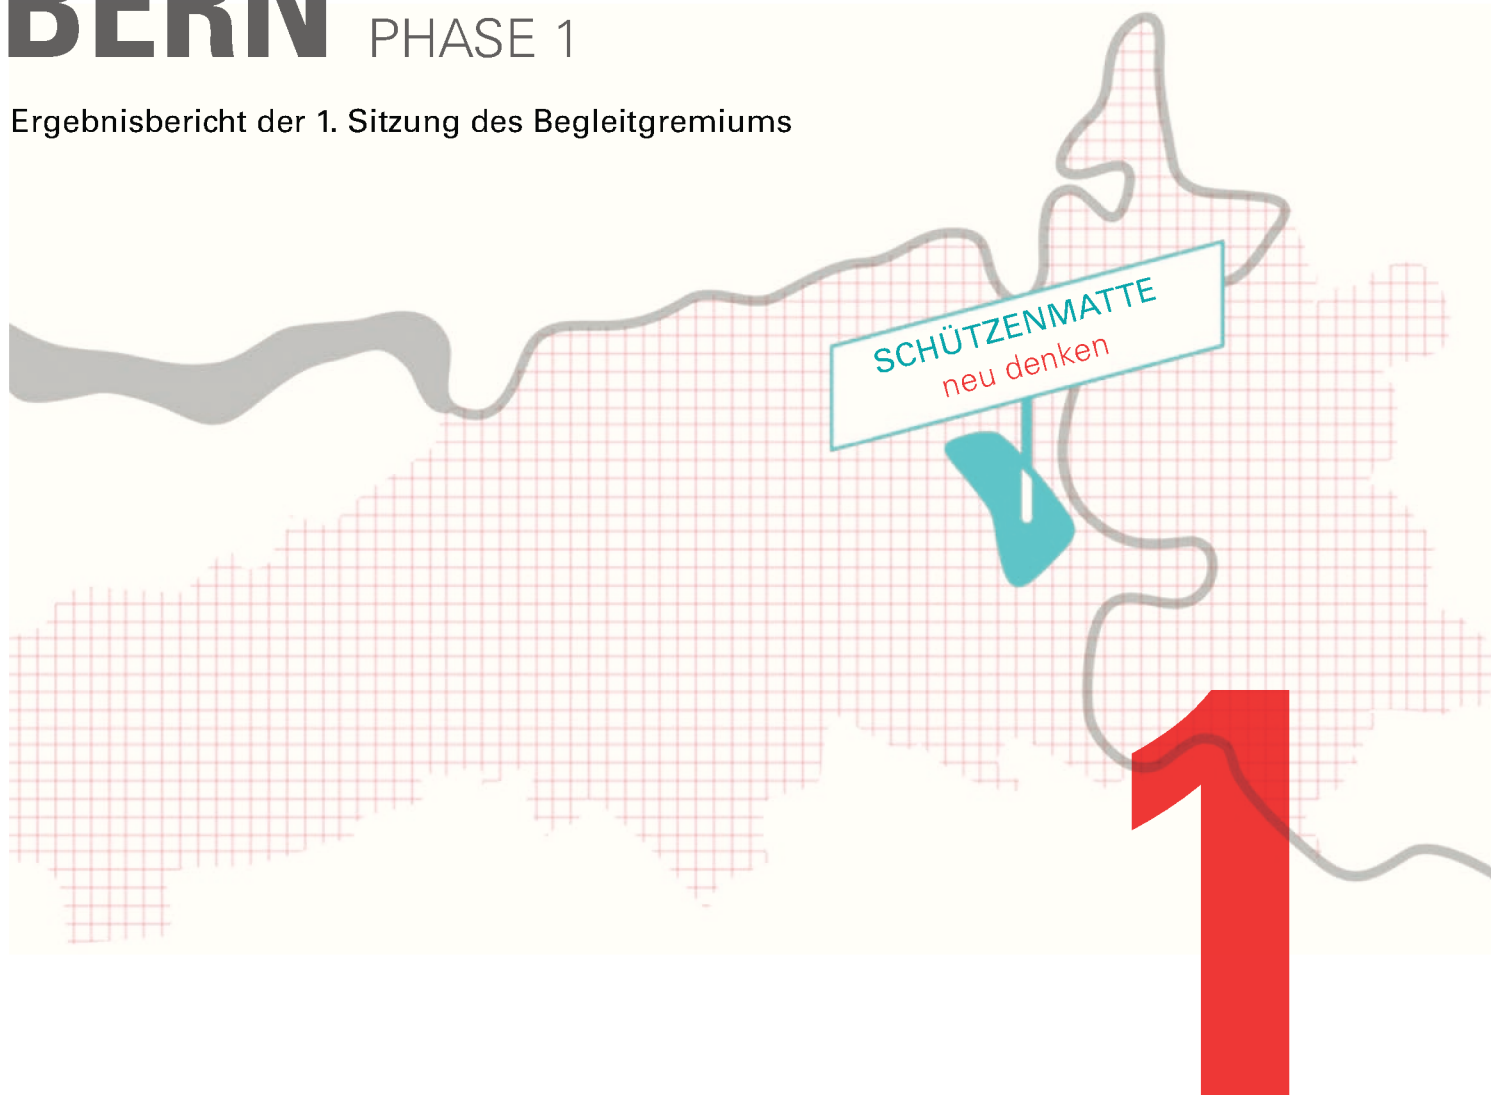 BERN PHASE 1
Ergebnisbericht der 1. Sitzung des Begleitgremiums
SCHÜTZENMATTE
neu denken
1